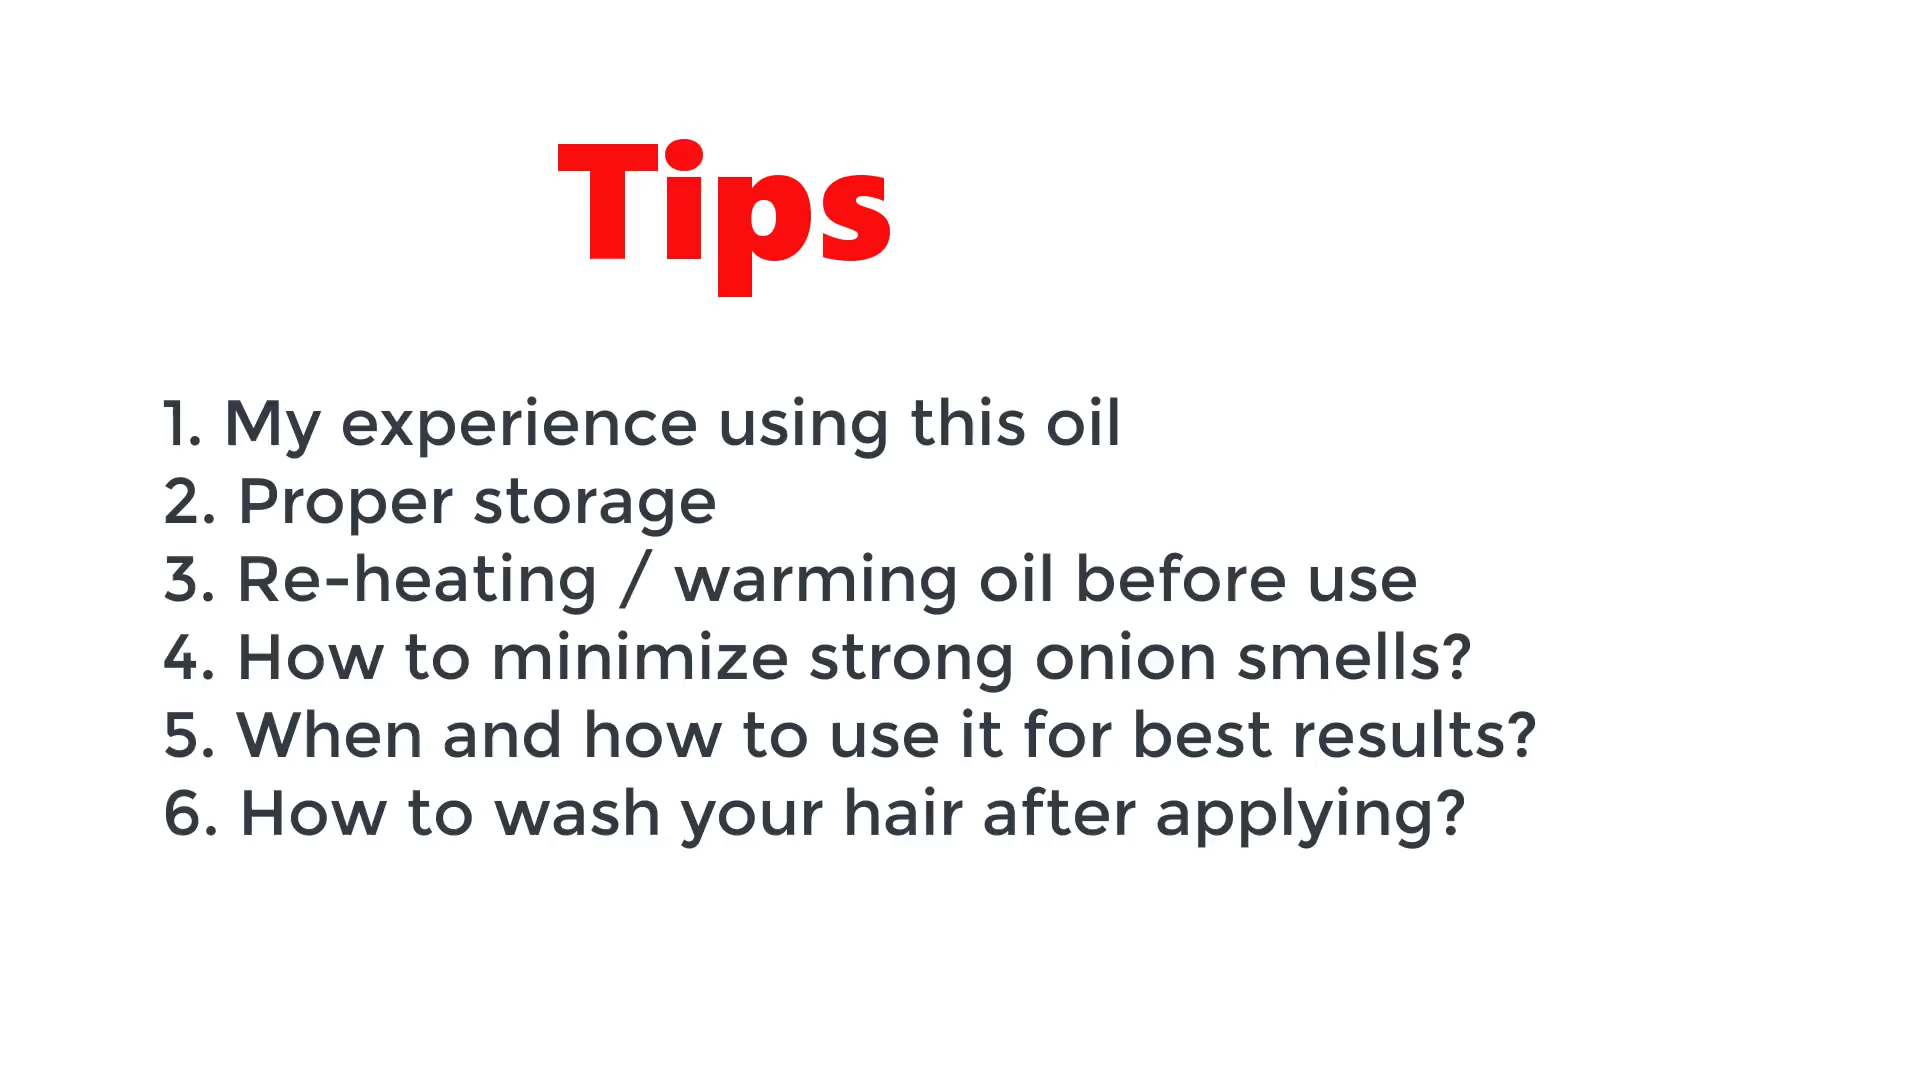 Tips
1. My experience using this oil
2. Proper storage
3. Re-heating / warming oil before use
4. How to minimize strong onion smells?
5. When and how to use it for best results?
6. How to wash your hair after applying?